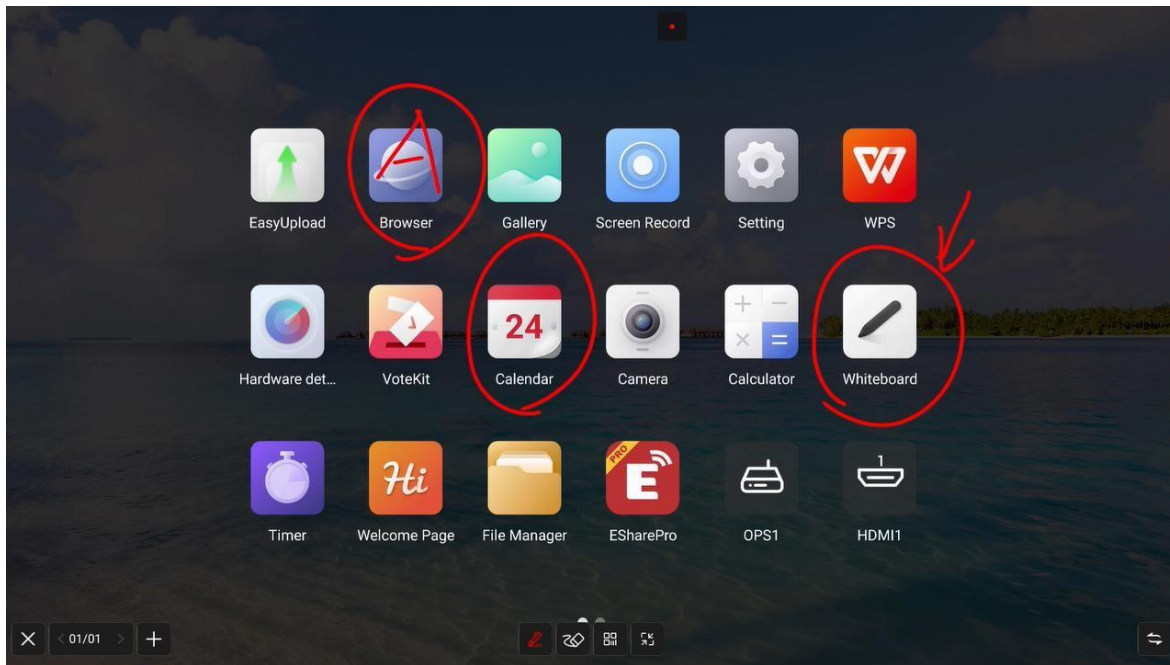 A
EasyUpload Browser Gallery Screen Record Setting WPS
24
Hardware det... VoteKit Calendar Camera Calculator Whiteboard
Hi PRO E 1
Timer Welcome Page File Manager ESharePro OPS1 HDMI1
01/01